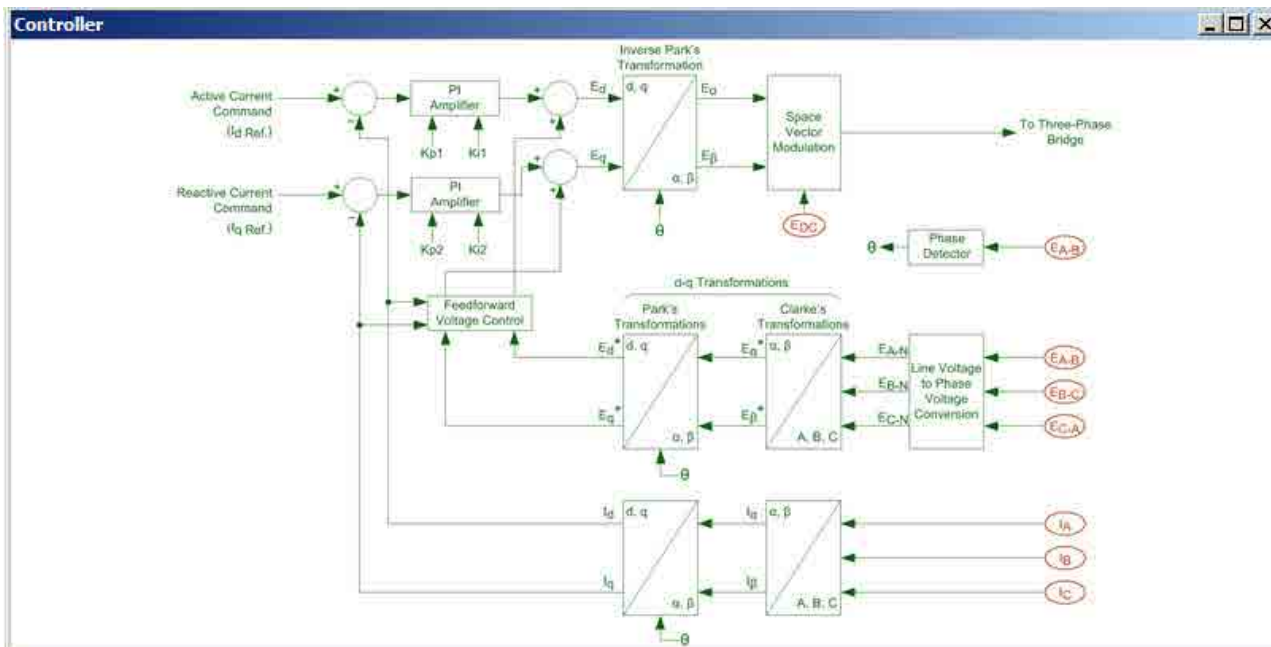 Controller
Inverse Park's
Transformation
Active Current
Command
(Id Ref.)
+
−
PI
Amplifier
Kp1
Ki1
+
+
Ed
d, q
α, β
θ
Eα
Space
Vector
Modulation
To Three-Phase
Bridge
Reactive Current
Command
(Iq Ref.)
+
−
PI
Amplifier
Kp2
Ki2
+
+
Eq
Eβ
EDC
θ
Phase
Detector
EA-B
d-q Transformations
Feedforward
Voltage Control
Park's
Transformations
Clarke's
Transformations
Ed*
d, q
Eα*
α, β
EA-N
Line Voltage
to Phase
Voltage
Conversion
EA-B
EB-N
EB-C
Eq*
α, β
Eβ*
A, B, C
EC-N
EC-A
θ
Id
d, q
Iα
α, β
IA
IB
Iq
α, β
Iβ
A, B, C
IC
θ